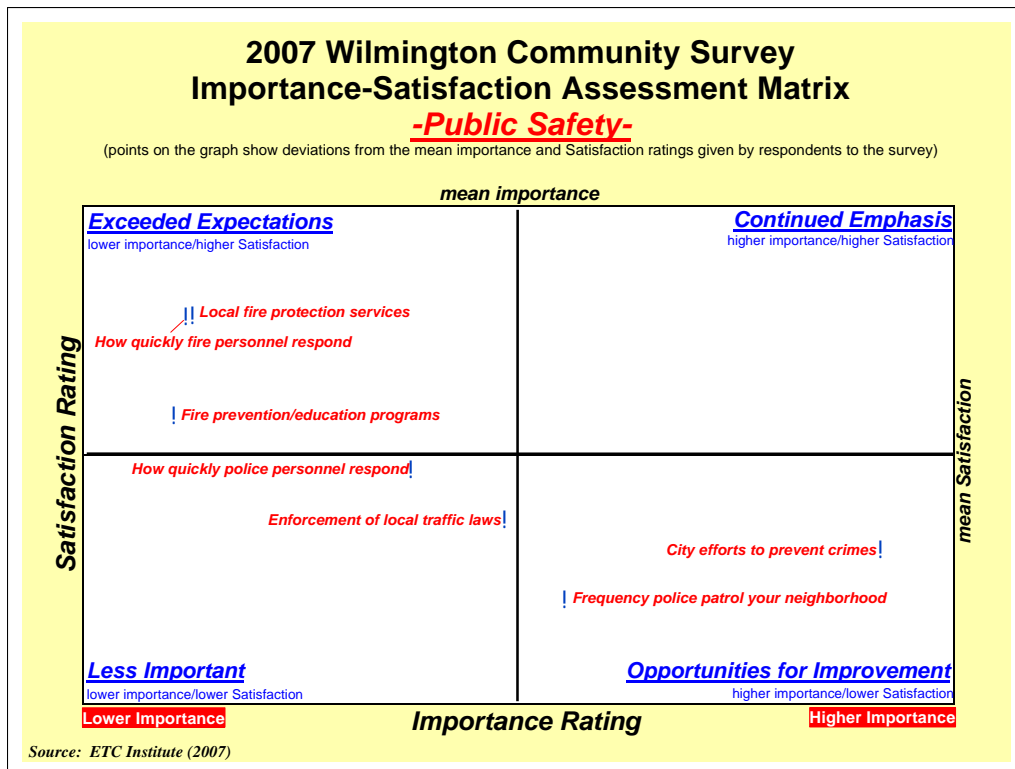 2007 Wilmington Community Survey
Importance-Satisfaction Assessment Matrix
-Public Safety-
(points on the graph show deviations from the mean importance and Satisfaction ratings given by respondents to the survey)
mean importance
Exceeded Expectations
lower importance/higher Satisfaction
Continued Emphasis
higher importance/higher Satisfaction
Local fire protection services
How quickly fire personnel respond
Fire prevention/education programs
How quickly police personnel respond
Enforcement of local traffic laws
City efforts to prevent crimes
Frequency police patrol your neighborhood
Satisfaction Rating
mean Satisfaction
Less Important
lower importance/lower Satisfaction
Opportunities for Improvement
higher importance/lower Satisfaction
Lower Importance
Importance Rating
Higher Importance
Source: ETC Institute (2007)